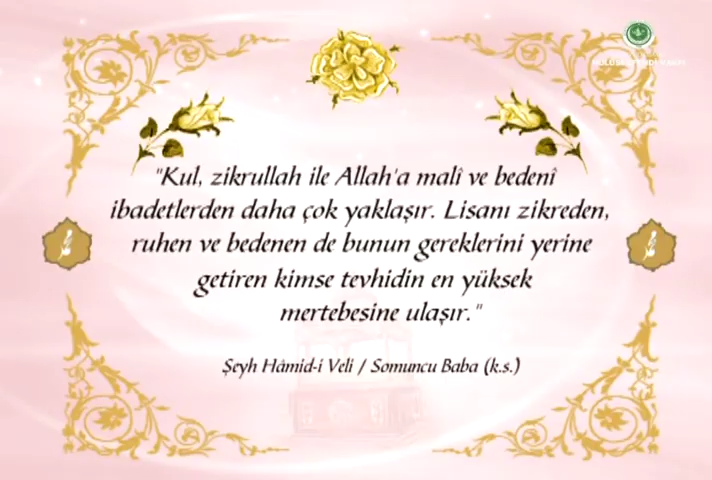 "Kul, zikrullah ile Allah'a malî ve bedenî
ibadetlerden daha çok yaklaşır. Lisanı zikreden,
ruhen ve bedenen de bunun gereklerini yerine
getiren kimse tevhidin en yüksek
mertebesine ulaşır."
Şeyh Hâmid-i Velî / Somuncu Baba (k.s.)